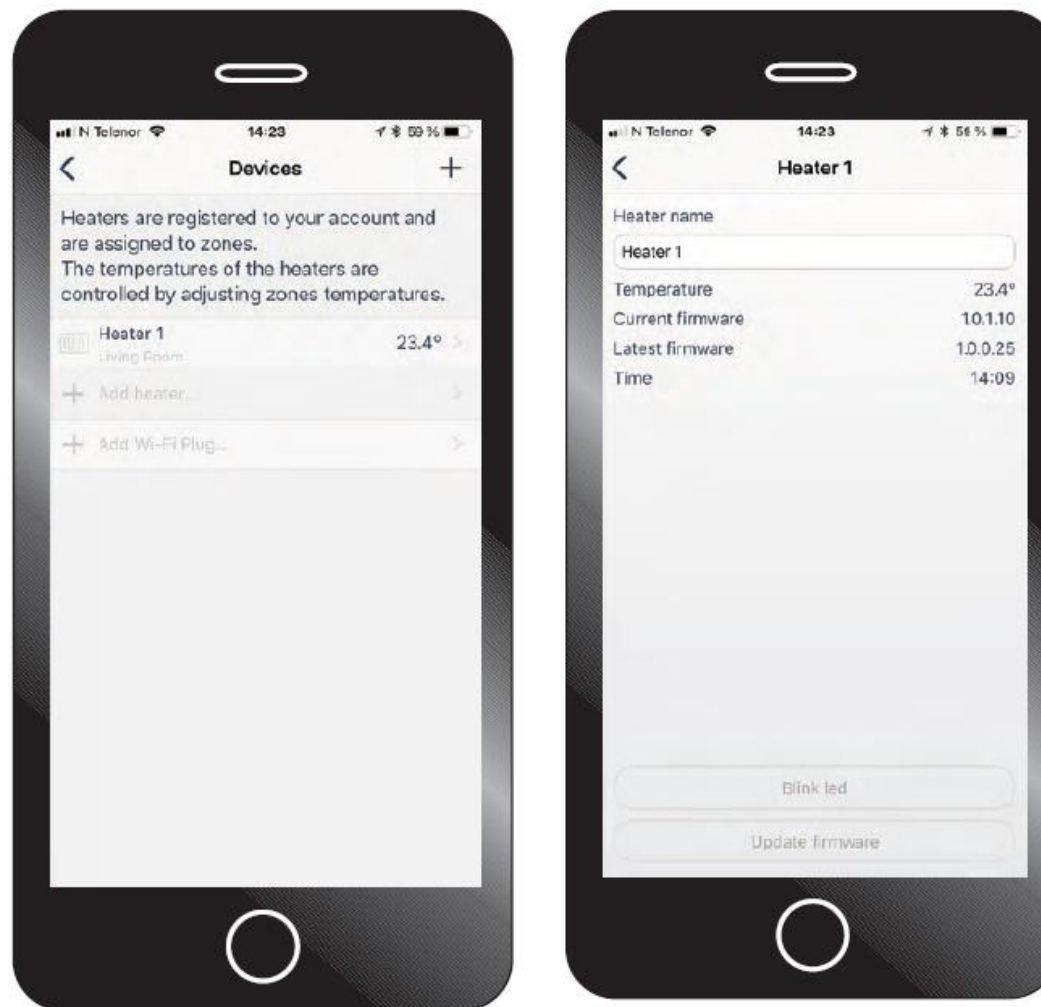 N Telenor 14:23 59 %
Devices
Heaters are registered to your account and
are assigned to zones.
The temperatures of the heaters are
controlled by adjusting zones temperatures.
Heater 1 23.4°
Living Room
Add heater...
Add Wi-Fi Plug...
N Telenor 14:23 %
Heater 1
Heater name
Heater 1
Temperature 23.4°
Current firmware
Latest firmware 1.0.0.25
Time 14:09
Blink led
Update firmware